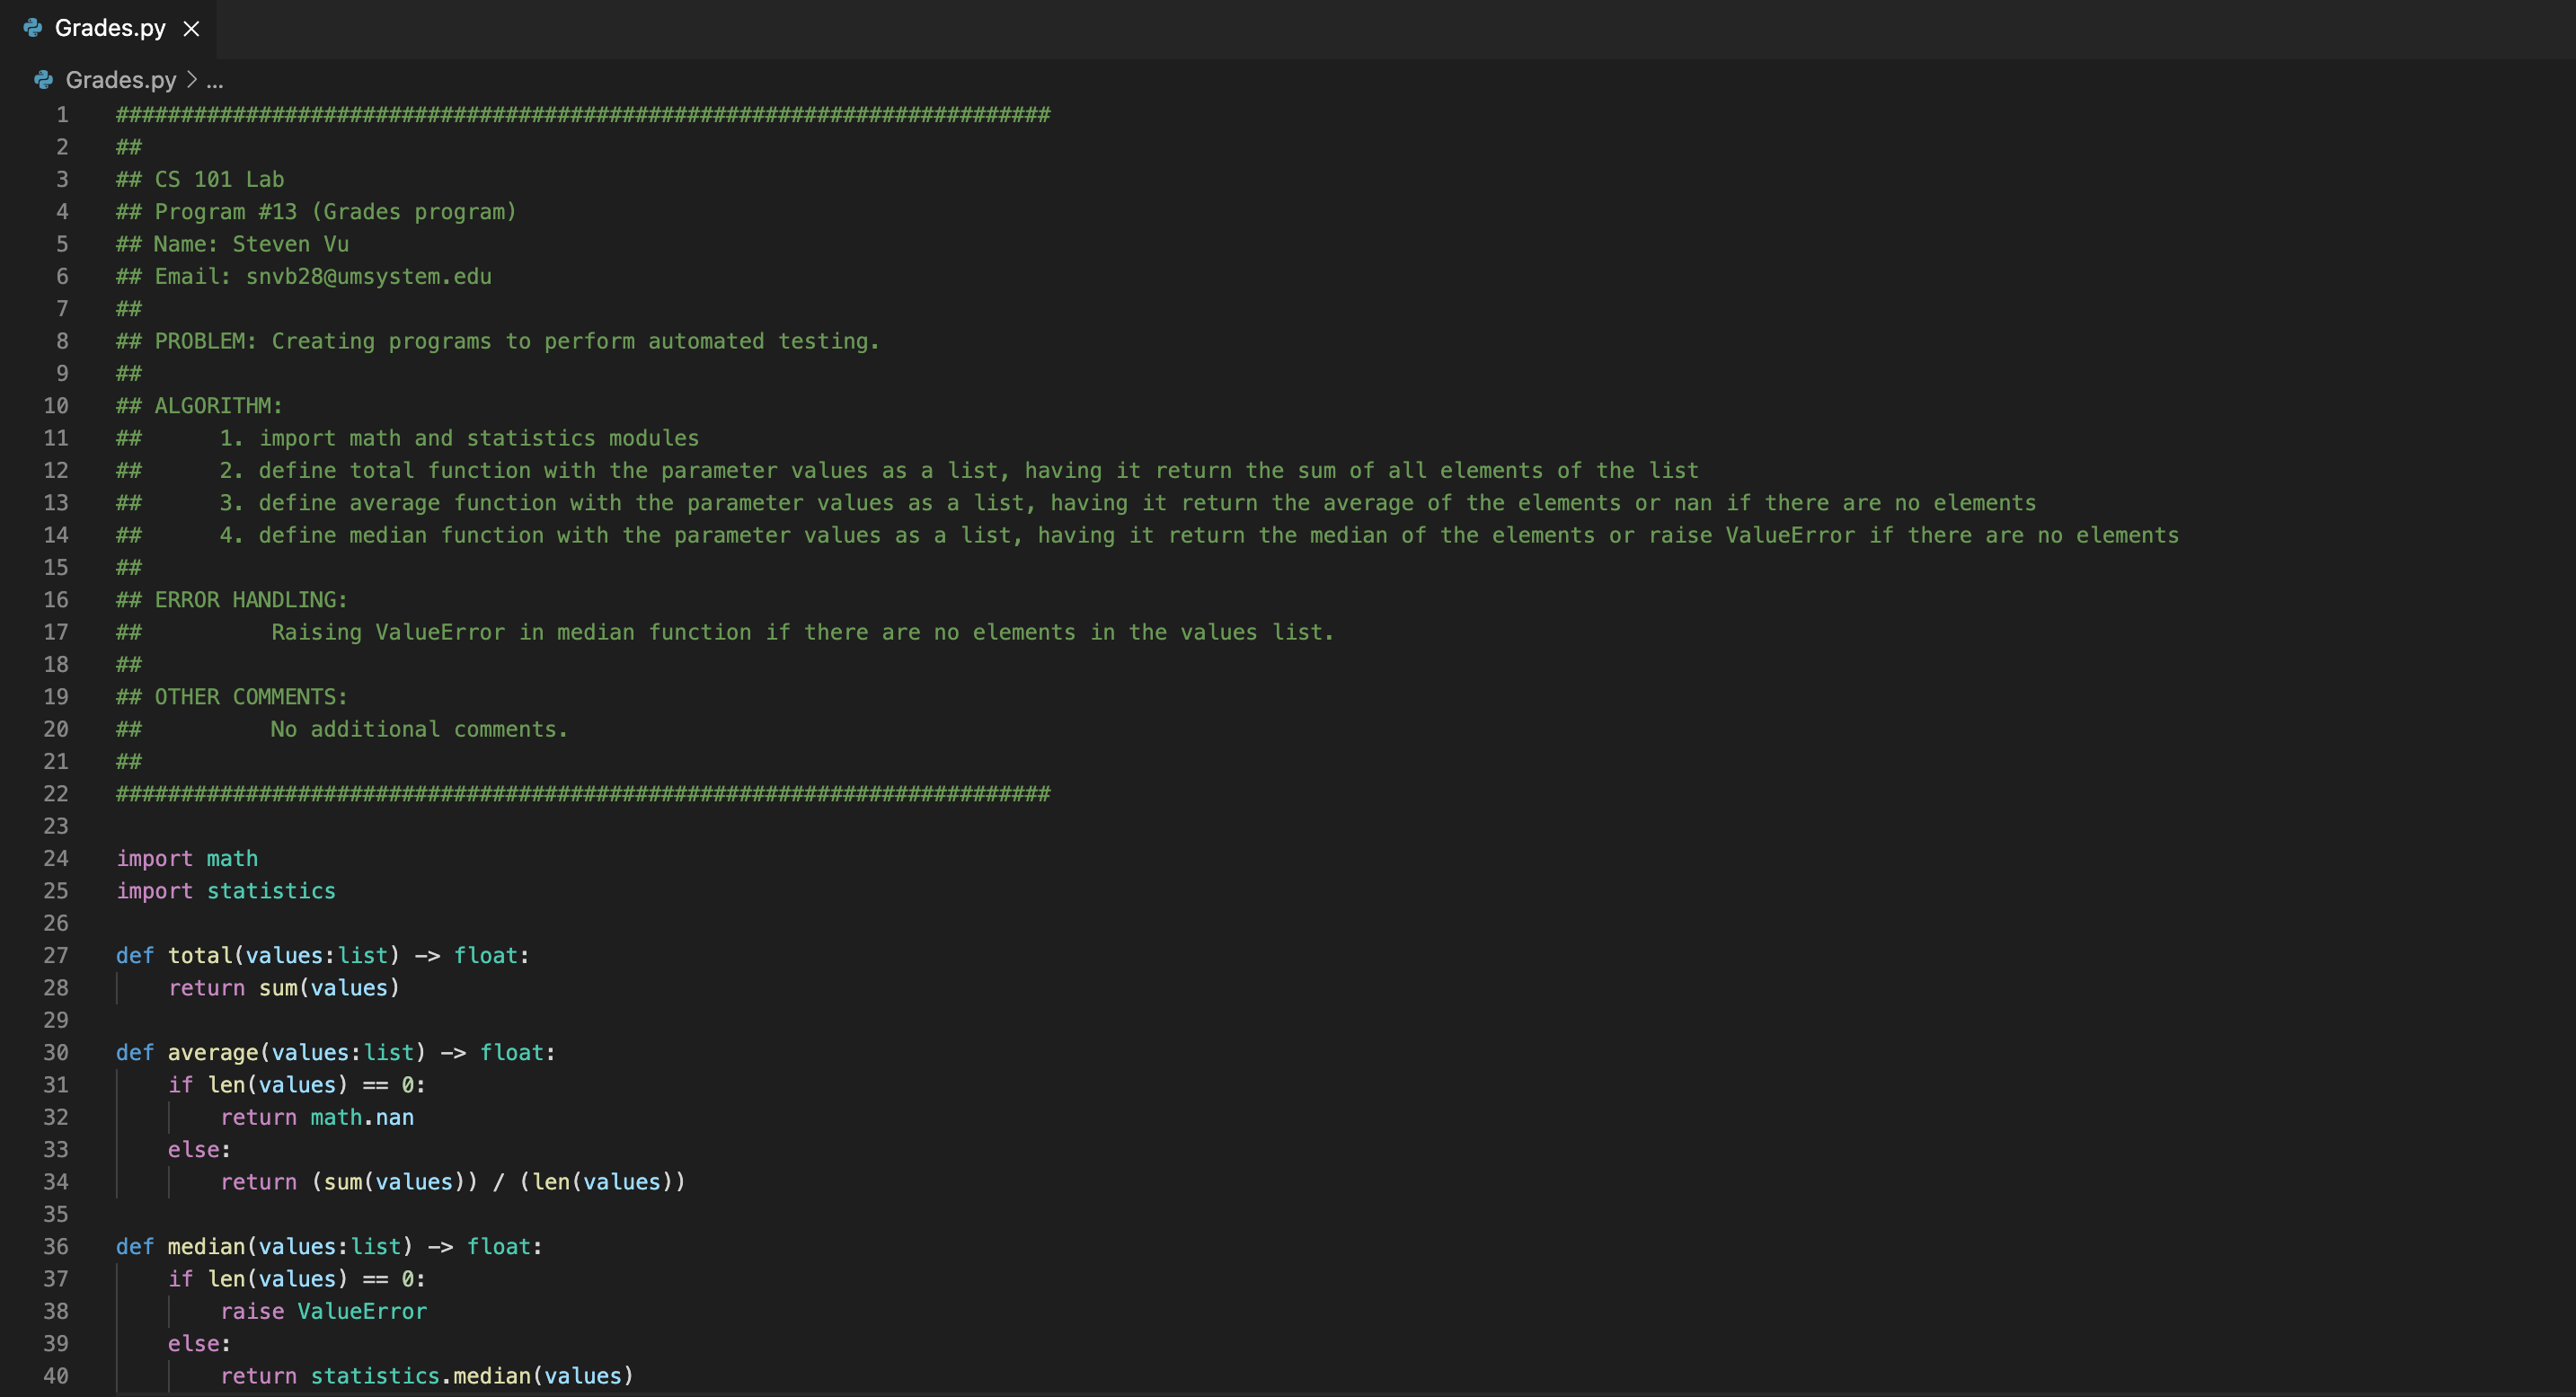 Grades.py ×
Grades.py > ...
1 ########################################################################
2 ##
3 ## CS 101 Lab
4 ## Program #13 (Grades program)
5 ## Name: Steven Vu
6 ## Email: snvb28@umsystem.edu
7 ##
8 ## PROBLEM: Creating programs to perform automated testing.
9 ##
10 ## ALGORITHM:
11 ##      1. import math and statistics modules
12 ##      2. define total function with the parameter values as a list, having it return the sum of all elements of the list
13 ##      3. define average function with the parameter values as a list, having it return the average of the elements or nan if there are no elements
14 ##      4. define median function with the parameter values as a list, having it return the median of the elements or raise ValueError if there are no elements
15 ##
16 ## ERROR HANDLING:
17 ##          Raising ValueError in median function if there are no elements in the values list.
18 ##
19 ## OTHER COMMENTS:
20 ##          No additional comments.
21 ##
22 ########################################################################
23
24 import math
25 import statistics
26
27 def total(values:list) -> float:
28     return sum(values)
29
30 def average(values:list) -> float:
31     if len(values) == 0:
32         return math.nan
33     else:
34         return (sum(values)) / (len(values))
35
36 def median(values:list) -> float:
37     if len(values) == 0:
38         raise ValueError
39     else:
40         return statistics.median(values)